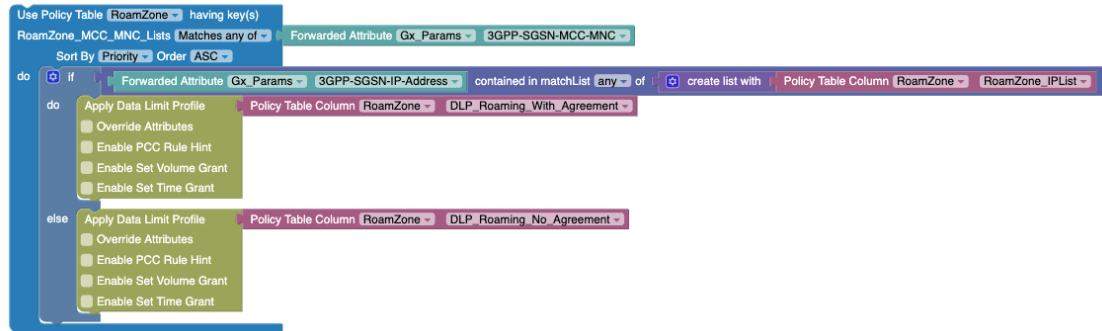 Use Policy Table RoamZone having key(s)
RoamZone_MCC_MNC_Lists Matches any of Forwarded Attribute Gx_Params 3GPP-SGSN-MCC-MNC
Sort By Priority Order ASC
do if Forwarded Attribute Gx_Params 3GPP-SGSN-IP-Address contained in matchList any of create list with Policy Table Column RoamZone RoamZone_IPList
do Apply Data Limit Profile Policy Table Column RoamZone DLP_Roaming_With_Agreement
Override Attributes
Enable PCC Rule Hint
Enable Set Volume Grant
Enable Set Time Grant
else Apply Data Limit Profile Policy Table Column RoamZone DLP_Roaming_No_Agreement
Override Attributes
Enable PCC Rule Hint
Enable Set Volume Grant
Enable Set Time Grant